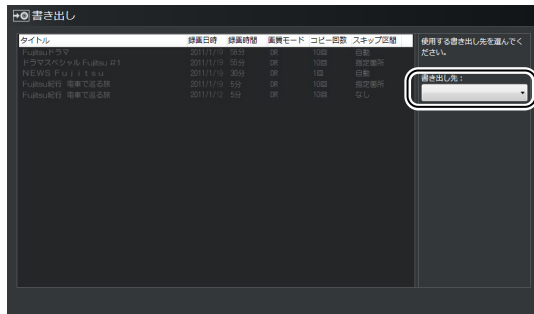 書き出し
タイトル 録画日時 録画時間 画質モード コピー回数 スキップ区間
Fujitsuドラマ 2011/1/19 58分 DR 10回 自動
ドラマスペシャル Fujitsu #1 2011/1/19 55分 DR 10回 指定箇所
NEWS Fujitsu 2011/1/19 30分 DR 1回 自動
Fujitsu紀行 電車で巡る旅 2011/1/19 5分 DR 10回 指定箇所
Fujitsu紀行 電車で巡る旅 2011/1/12 5分 DR 10回 なし
使用する書き出し先を選んでく
ださい。
書き出し先：